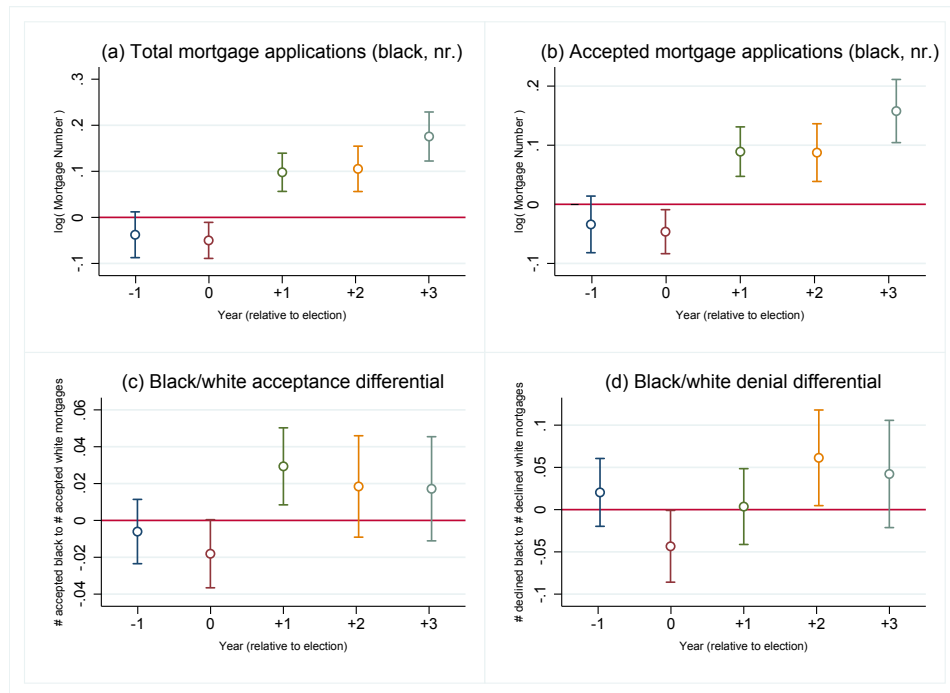 (a) Total mortgage applications (black, nr.)
log( Mortgage Number )
.3
.2
.1
0
-.1
-1 0 +1 +2 +3
Year (relative to election)
(b) Accepted mortgage applications (black, nr.)
log( Mortgage Number )
.2
.1
0
-.1
-1 0 +1 +2 +3
Year (relative to election)
(c) Black/white acceptance differential
# accepted black to # accepted white mortgages
.06
.04
.02
0
-.02
-.04
-1 0 +1 +2 +3
Year (relative to election)
(d) Black/white denial differential
# declined black to # declined white mortgages
.1
.05
0
-.05
-.1
-1 0 +1 +2 +3
Year (relative to election)